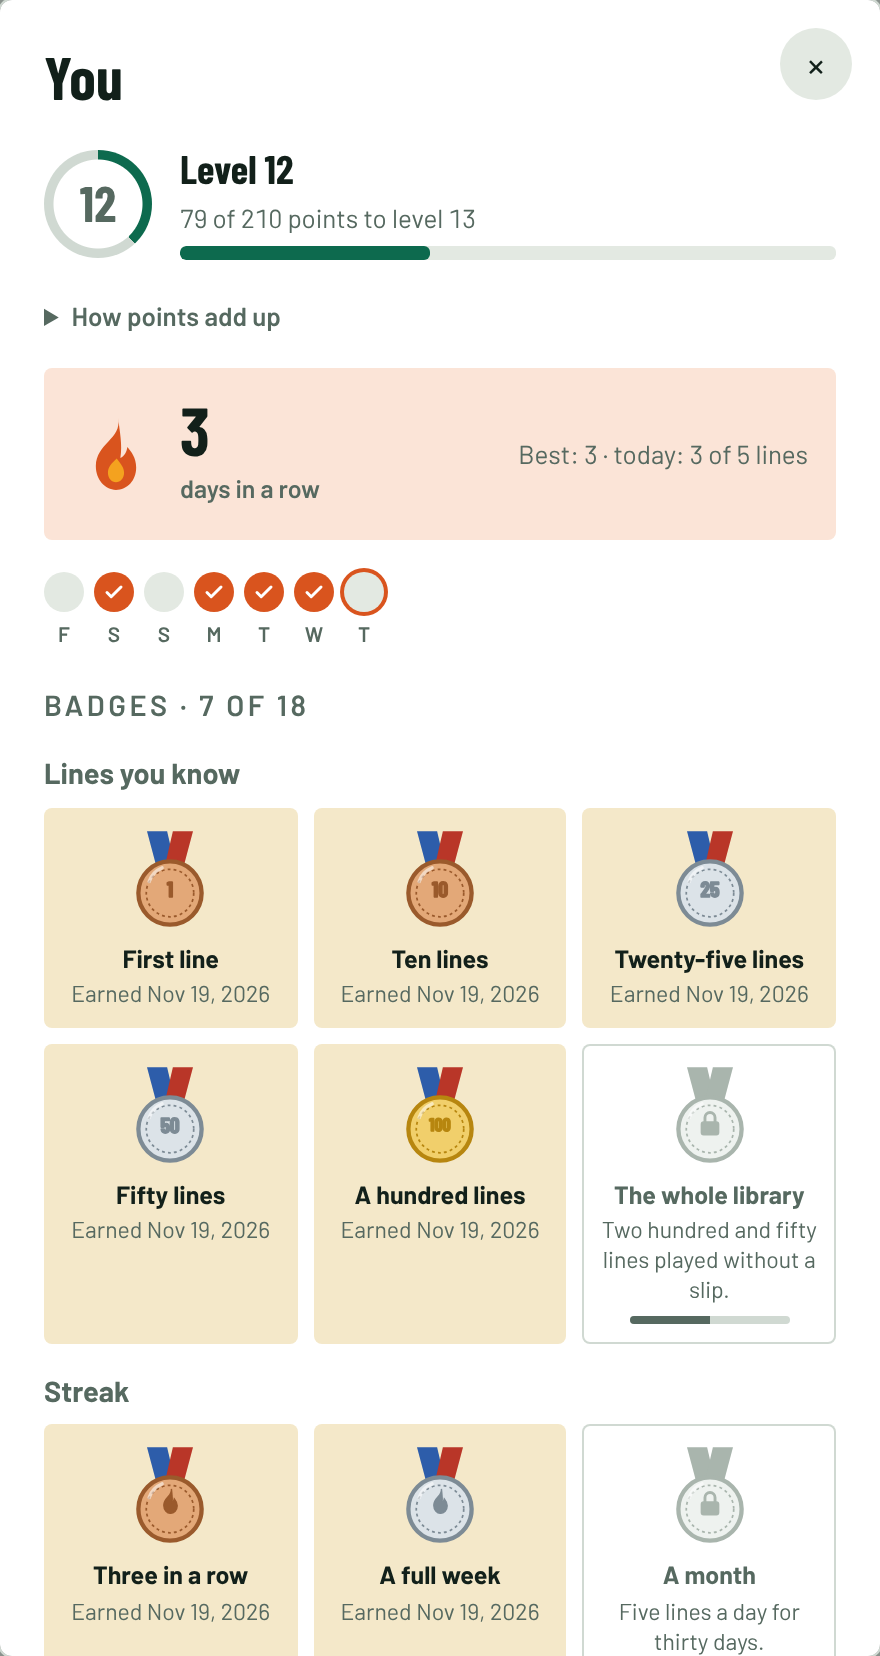 You
×
12
Level 12
79 of 210 points to level 13
How points add up
3
days in a row
Best: 3 · today: 3 of 5 lines
F S S M T W T
BADGES · 7 OF 18
Lines you know
1
First line
Earned Nov 19, 2026
10
Ten lines
Earned Nov 19, 2026
25
Twenty-five lines
Earned Nov 19, 2026
50
Fifty lines
Earned Nov 19, 2026
100
A hundred lines
Earned Nov 19, 2026
The whole library
Two hundred and fifty
lines played without a
slip.
Streak
Three in a row
Earned Nov 19, 2026
A full week
Earned Nov 19, 2026
A month
Five lines a day for
thirty days.